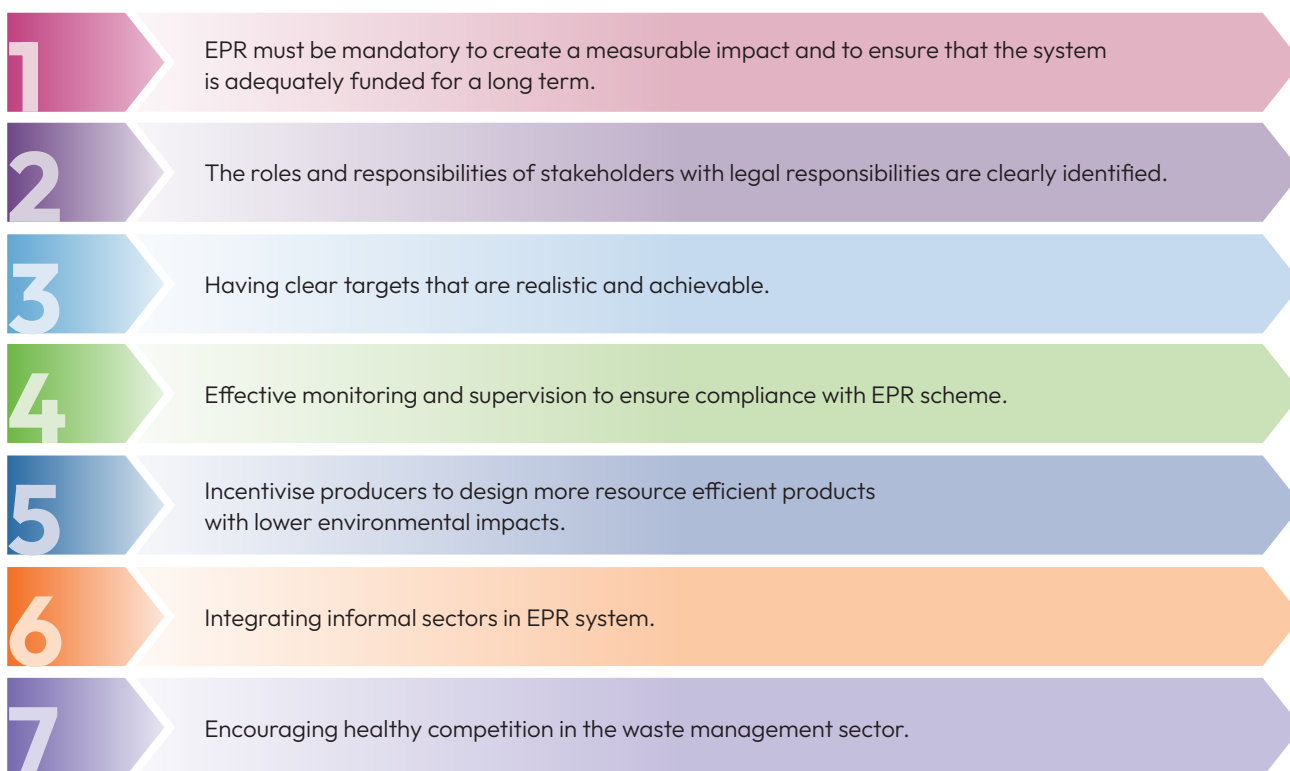 1
EPR must be mandatory to create a measurable impact and to ensure that the system
is adequately funded for a long term.
2
The roles and responsibilities of stakeholders with legal responsibilities are clearly identified.
3
Having clear targets that are realistic and achievable.
4
Effective monitoring and supervision to ensure compliance with EPR scheme.
5
Incentivise producers to design more resource efficient products
with lower environmental impacts.
6
Integrating informal sectors in EPR system.
7
Encouraging healthy competition in the waste management sector.